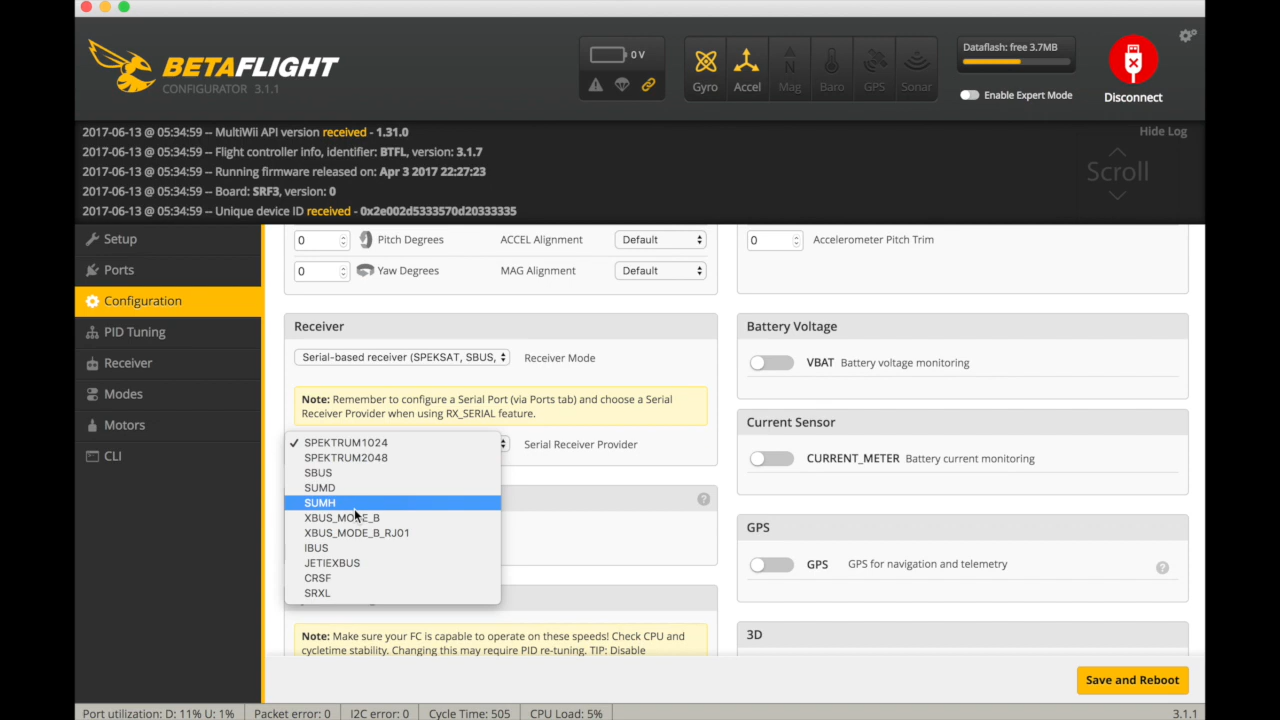 BETAFLIGHT
CONFIGURATOR 3.1.1
0 V
Gyro
Accel
Mag
Baro
GPS
Sonar
Dataflash: free 3.7MB
Enable Expert Mode
Disconnect
2017-06-13 @ 05:34:59 -- MultiWii API version received - 1.31.0
2017-06-13 @ 05:34:59 -- Flight controller info, identifier: BTFL, version: 3.1.7
2017-06-13 @ 05:34:59 -- Running firmware released on: Apr 3 2017 22:27:23
2017-06-13 @ 05:34:59 -- Board: SRF3, version: 0
2017-06-13 @ 05:34:59 -- Unique device ID received - 0x2e002d5333570d20333335
Hide Log
Scroll
Setup
Ports
Configuration
PID Tuning
Receiver
Modes
Motors
CLI
0 Pitch Degrees ACCEL Alignment Default
0 Yaw Degrees MAG Alignment Default
0 Accelerometer Pitch Trim
Receiver
Serial-based receiver (SPEKSAT, SBUS, Receiver Mode
Note: Remember to configure a Serial Port (via Ports tab) and choose a Serial
Receiver Provider when using RX_SERIAL feature.
✓ SPEKTRUM1024
SPEKTRUM2048
SBUS
SUMD
SUMH
XBUS_MODE_B
XBUS_MODE_B_RJ01
IBUS
JETIEXBUS
CRSF
SRXL
Serial Receiver Provider
?
Note: Make sure your FC is capable to operate on these speeds! Check CPU and
cycletime stability. Changing this may require PID re-tuning. TIP: Disable
Battery Voltage
VBAT Battery voltage monitoring
Current Sensor
CURRENT_METER Battery current monitoring
GPS
GPS GPS for navigation and telemetry ?
3D
Save and Reboot
Port utilization: D: 11% U: 1% Packet error: 0 I2C error: 0 Cycle Time: 505 CPU Load: 5% 3.1.1